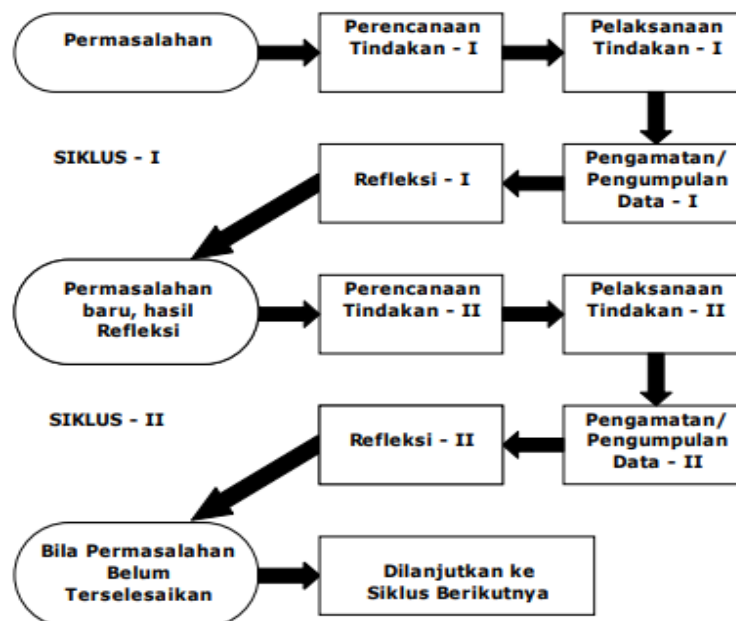 Permasalahan
Perencanaan
Tindakan - I
Pelaksanaan
Tindakan - I
SIKLUS - I
Refleksi - I
Pengamatan/
Pengumpulan
Data - I
Permasalahan
baru, hasil
Refleksi
Perencanaan
Tindakan - II
Pelaksanaan
Tindakan - II
SIKLUS - II
Refleksi - II
Pengamatan/
Pengumpulan
Data - II
Bila Permasalahan
Belum
Terselesaikan
Dilanjutkan ke
Siklus Berikutnya